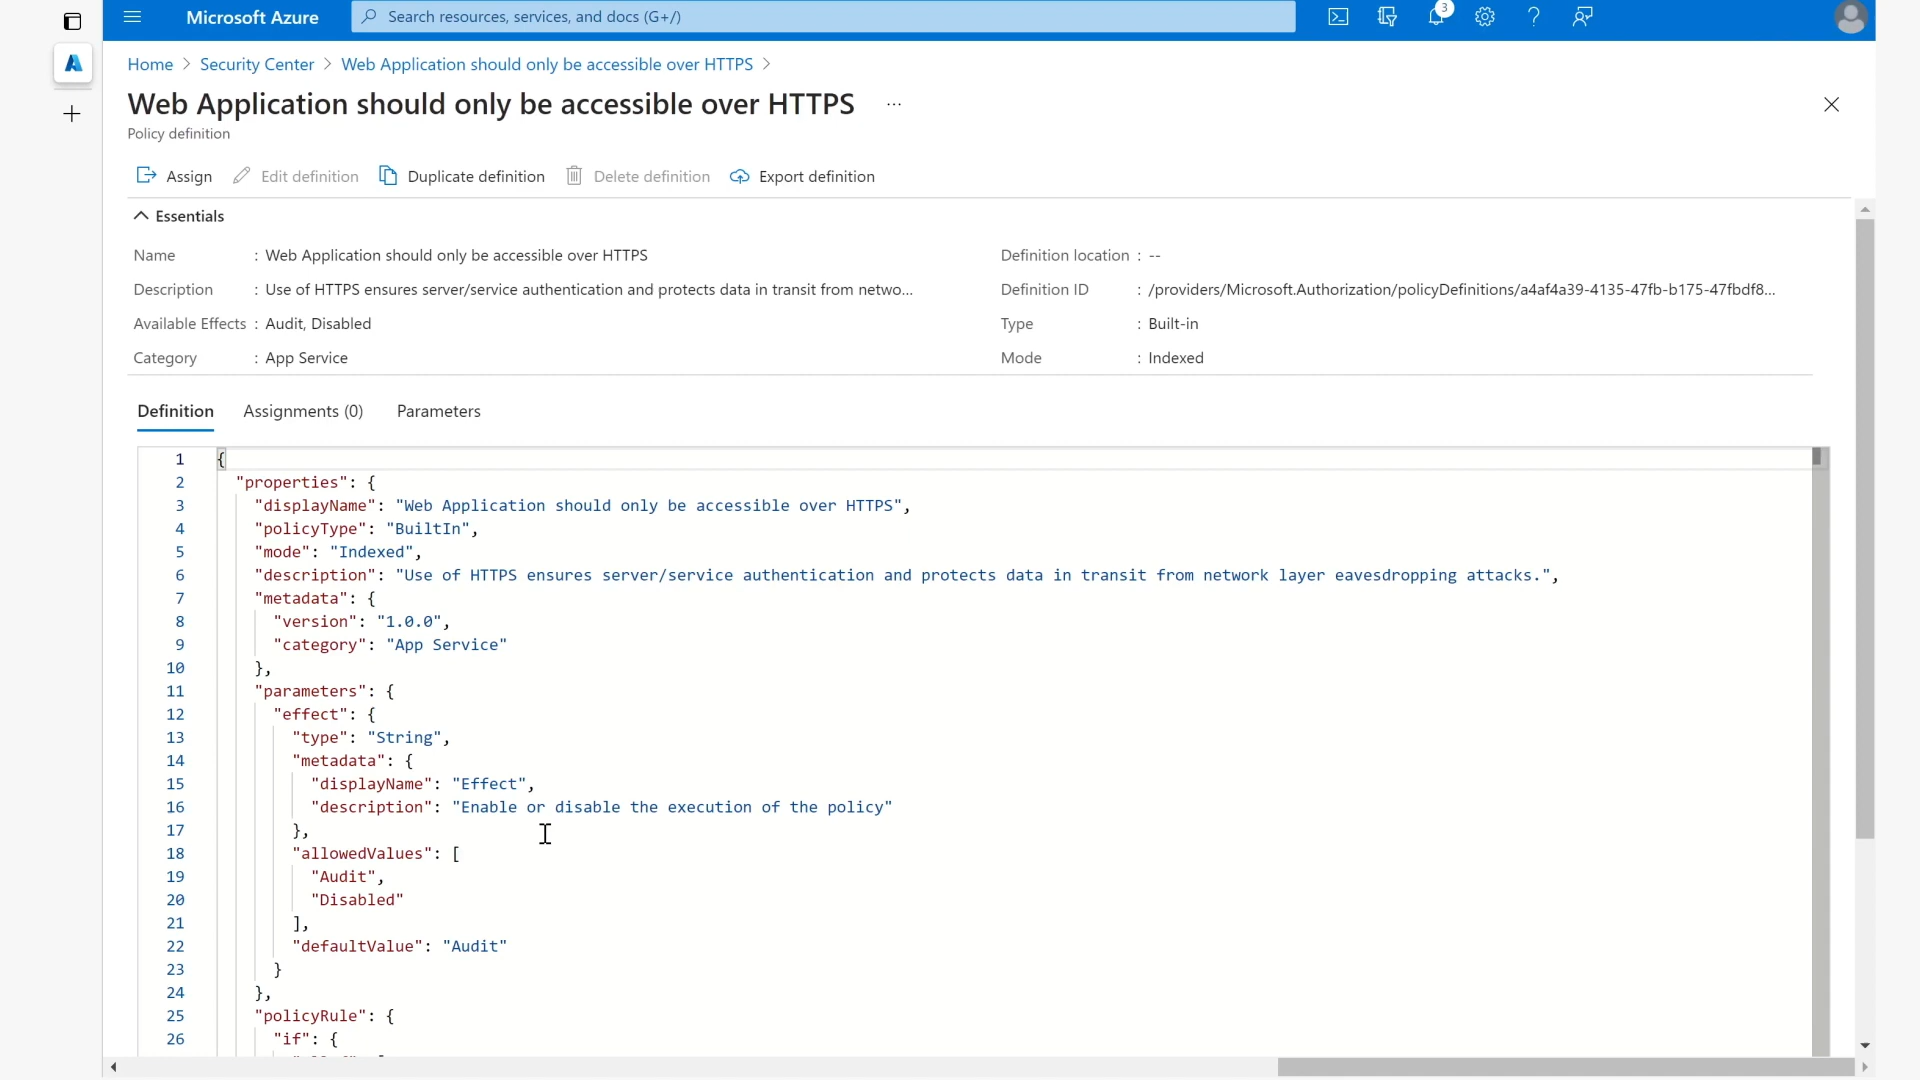 Microsoft Azure
Search resources, services, and docs (G+/)
3
Home > Security Center > Web Application should only be accessible over HTTPS >
Web Application should only be accessible over HTTPS ...
Policy definition
Assign Edit definition Duplicate definition Delete definition Export definition
Essentials
Name : Web Application should only be accessible over HTTPS
Definition location : --
Description : Use of HTTPS ensures server/service authentication and protects data in transit from netwo...
Definition ID : /providers/Microsoft.Authorization/policyDefinitions/a4af4a39-4135-47fb-b175-47fbdf8...
Available Effects : Audit, Disabled
Type : Built-in
Category : App Service
Mode : Indexed
Definition Assignments (0) Parameters
1 {
2 "properties": {
3 "displayName": "Web Application should only be accessible over HTTPS",
4 "policyType": "BuiltIn",
5 "mode": "Indexed",
6 "description": "Use of HTTPS ensures server/service authentication and protects data in transit from network layer eavesdropping attacks.",
7 "metadata": {
8 "version": "1.0.0",
9 "category": "App Service"
10 },
11 "parameters": {
12 "effect": {
13 "type": "String",
14 "metadata": {
15 "displayName": "Effect",
16 "description": "Enable or disable the execution of the policy"
17 },
18 "allowedValues": [
19 "Audit",
20 "Disabled"
21 ],
22 "defaultValue": "Audit"
23 }
24 },
25 "policyRule": {
26 "if": {